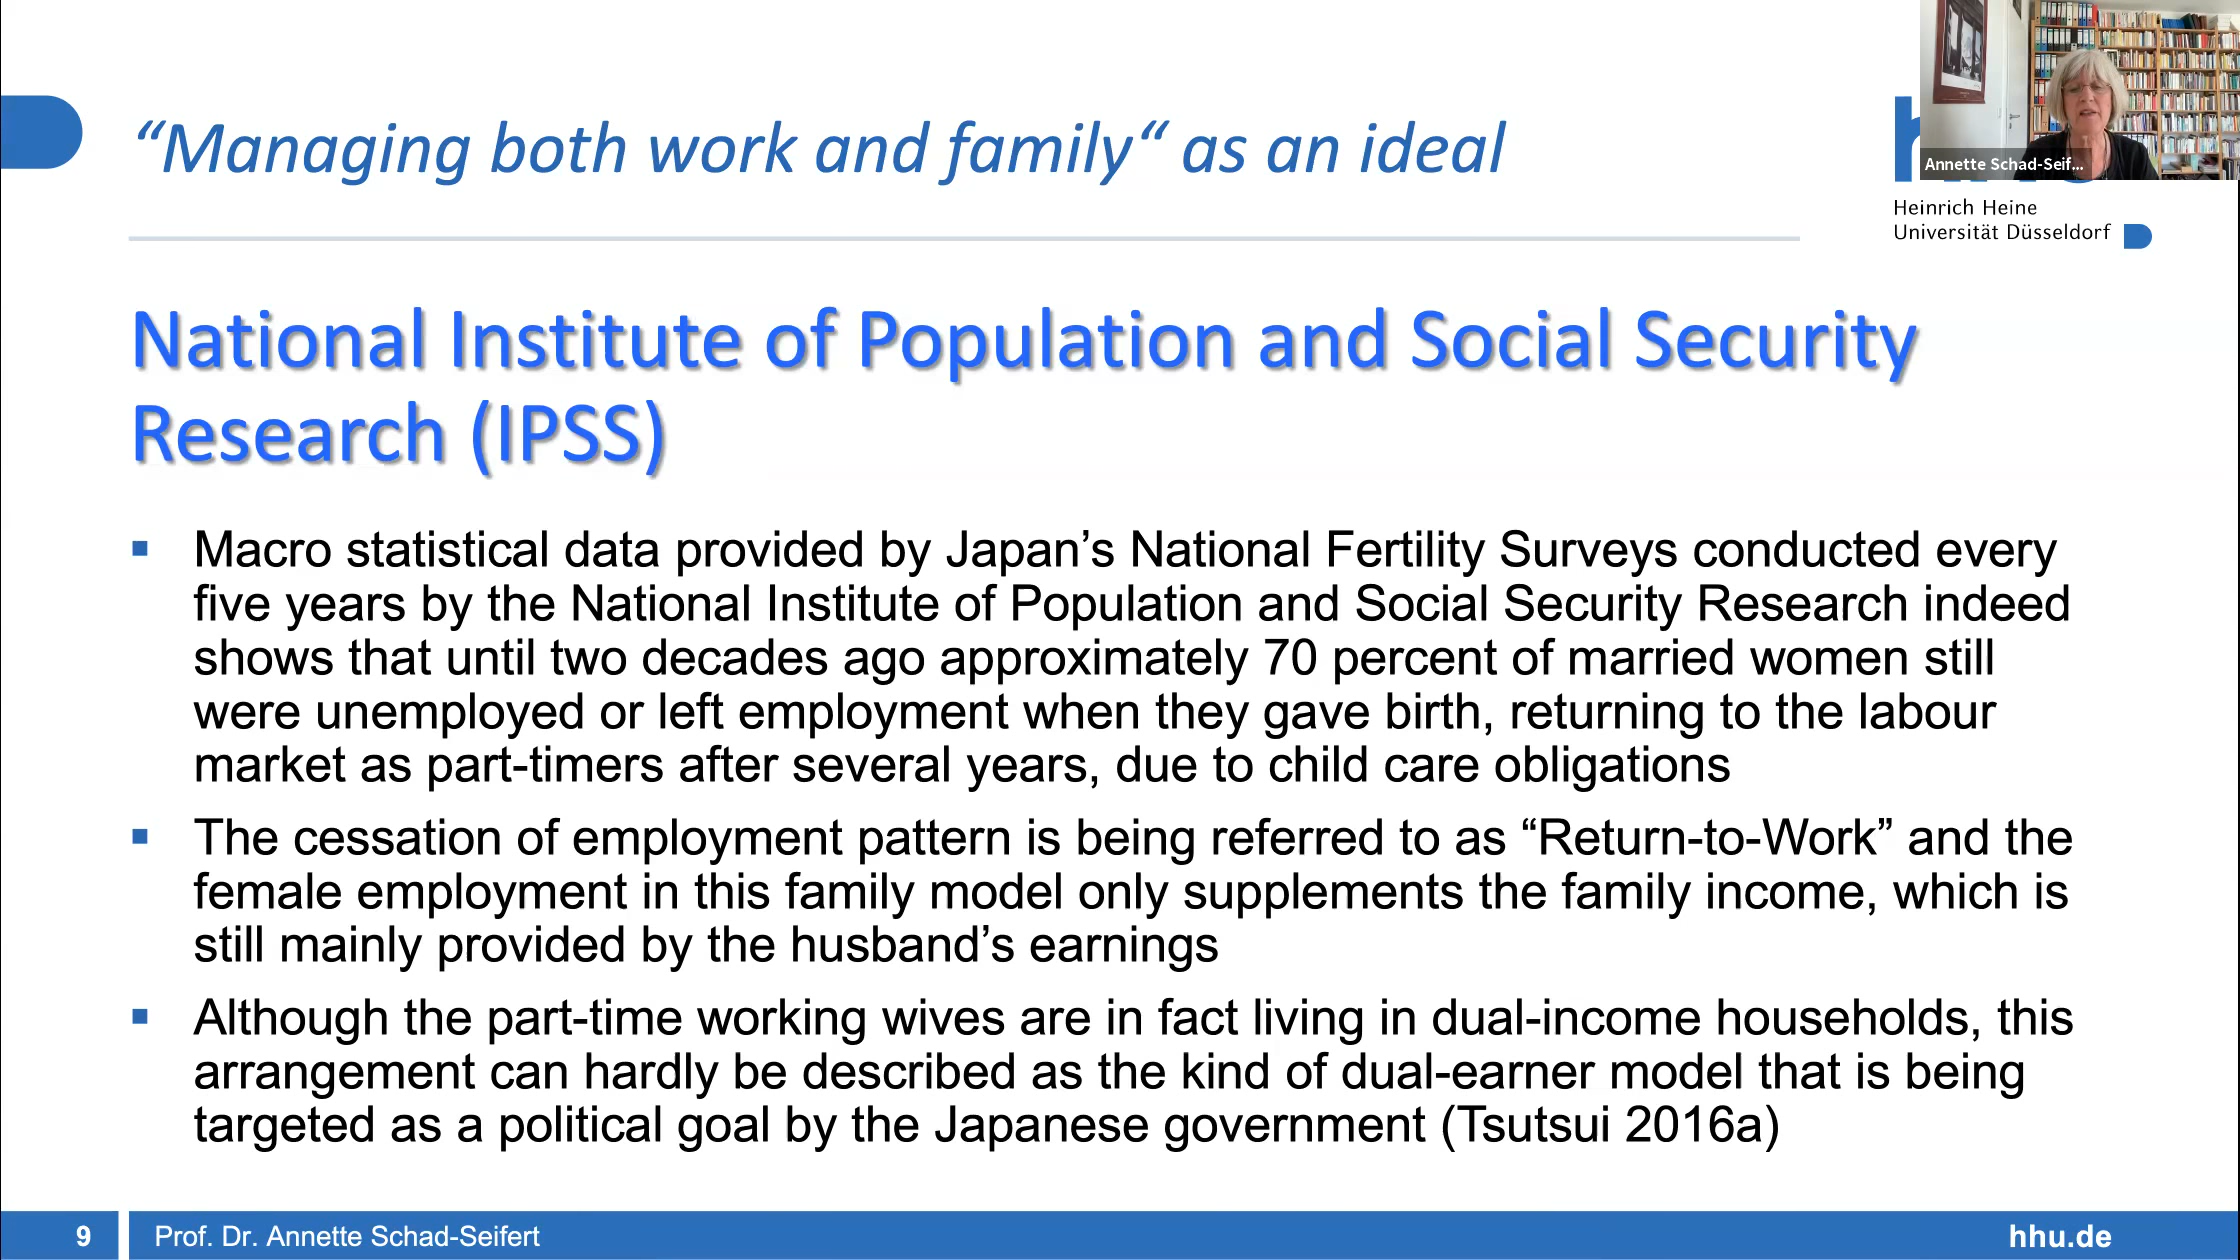 “Managing both work and family“ as an ideal
Annette Schad-Seif...
Heinrich Heine
Universität Düsseldorf
National Institute of Population and Social Security
Research (IPSS)
▪ Macro statistical data provided by Japan’s National Fertility Surveys conducted every
five years by the National Institute of Population and Social Security Research indeed
shows that until two decades ago approximately 70 percent of married women still
were unemployed or left employment when they gave birth, returning to the labour
market as part-timers after several years, due to child care obligations
▪ The cessation of employment pattern is being referred to as “Return-to-Work” and the
female employment in this family model only supplements the family income, which is
still mainly provided by the husband’s earnings
▪ Although the part-time working wives are in fact living in dual-income households, this
arrangement can hardly be described as the kind of dual-earner model that is being
targeted as a political goal by the Japanese government (Tsutsui 2016a)
9 Prof. Dr. Annette Schad-Seifert
hhu.de